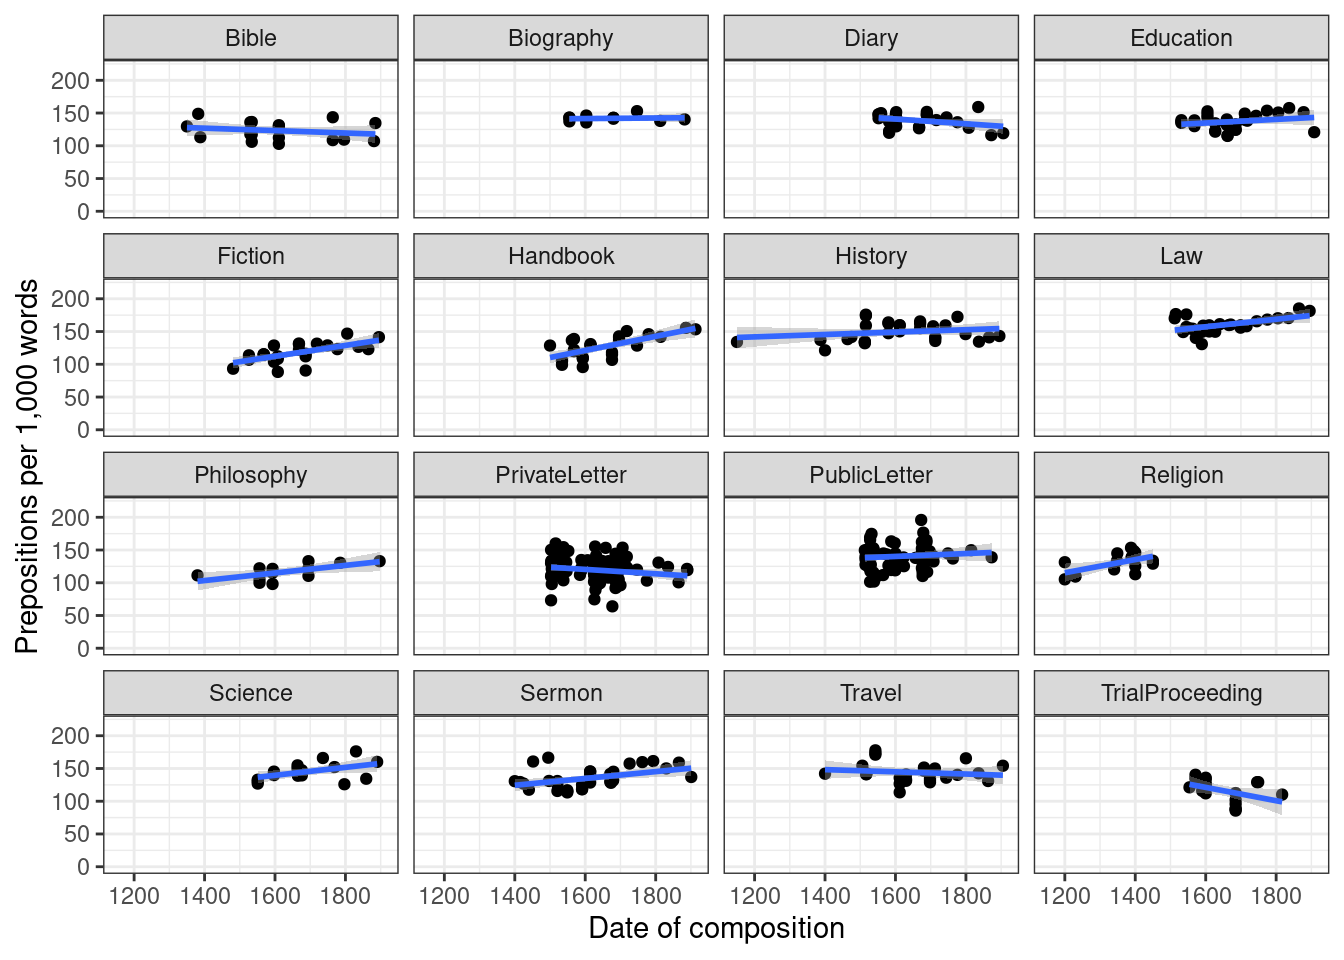 Bible Biography Diary Education
200
150
100
50
0
Fiction Handbook History Law
200
150
100
50
0
Prepositions per 1,000 words
Philosophy PrivateLetter PublicLetter Religion
200
150
100
50
0
Science Sermon Travel TrialProceeding
200
150
100
50
0
1200 1400 1600 1800 1200 1400 1600 1800 1200 1400 1600 1800 1200 1400 1600 1800
Date of composition